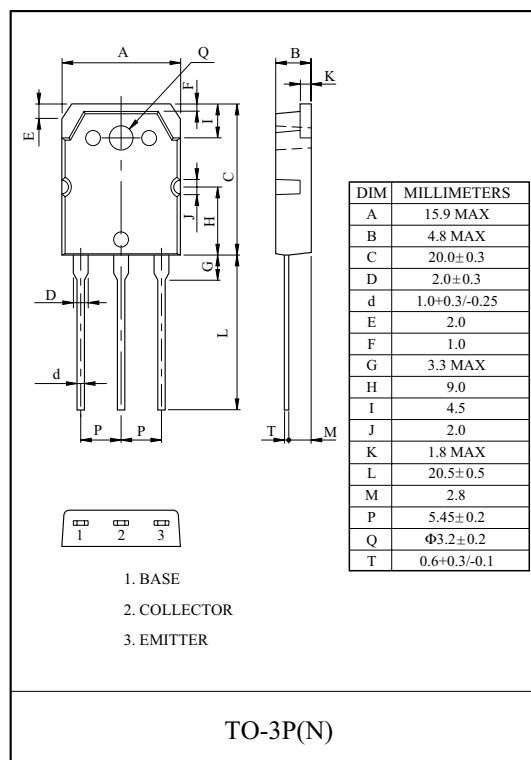 A
Q
B
K
F
I
E
C
J
H
G
D
L
d
P P
T
M
DIM MILLIMETERS
A 15.9 MAX
B 4.8 MAX
C 20.0±0.3
D 2.0±0.3
d 1.0+0.3/-0.25
E 2.0
F 1.0
G 3.3 MAX
H 9.0
I 4.5
J 2.0
K 1.8 MAX
L 20.5±0.5
M 2.8
P 5.45±0.2
Q Φ3.2±0.2
T 0.6+0.3/-0.1
1 2 3
1. BASE
2. COLLECTOR
3. EMITTER
TO-3P(N)